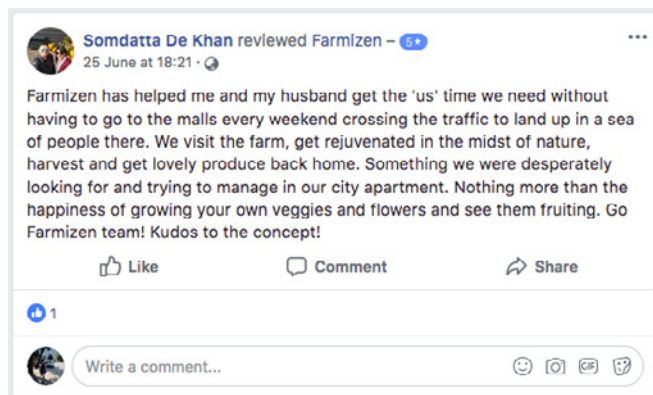 Somdatta De Khan reviewed Farmizen – 5★
25 June at 18:21 ·
Farmizen has helped me and my husband get the 'us' time we need without
having to go to the malls every weekend crossing the traffic to land up in a sea
of people there. We visit the farm, get rejuvenated in the midst of nature,
harvest and get lovely produce back home. Something we were desperately
looking for and trying to manage in our city apartment. Nothing more than the
happiness of growing your own veggies and flowers and see them fruiting. Go
Farmizen team! Kudos to the concept!
Like Comment Share
1
Write a comment... GIF